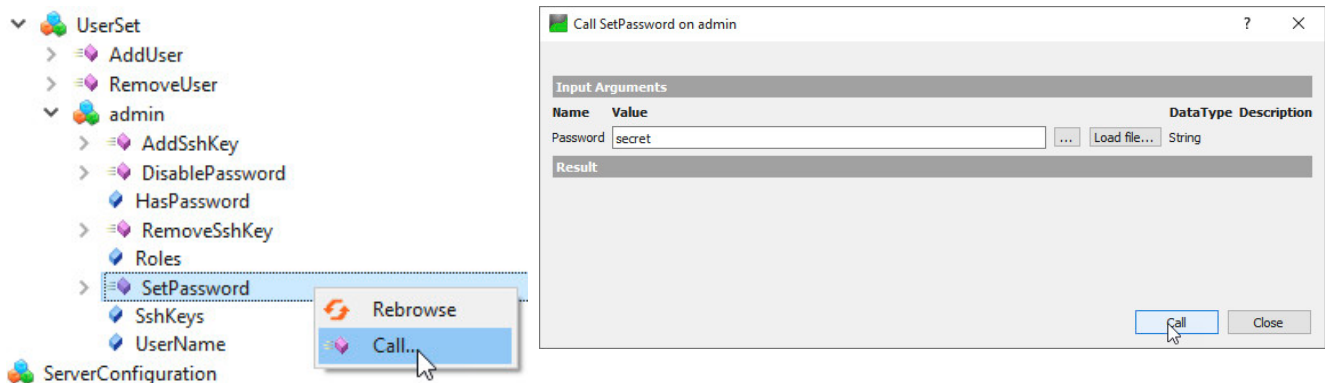 UserSet
AddUser
RemoveUser
admin
AddSshKey
DisablePassword
HasPassword
RemoveSshKey
Roles
SetPassword
SshKeys
UserName
ServerConfiguration
Rebrowse
Call...
Call SetPassword on admin ?
Input Arguments
Name Value DataType Description
Password secret ... Load file... String
Result
Call Close